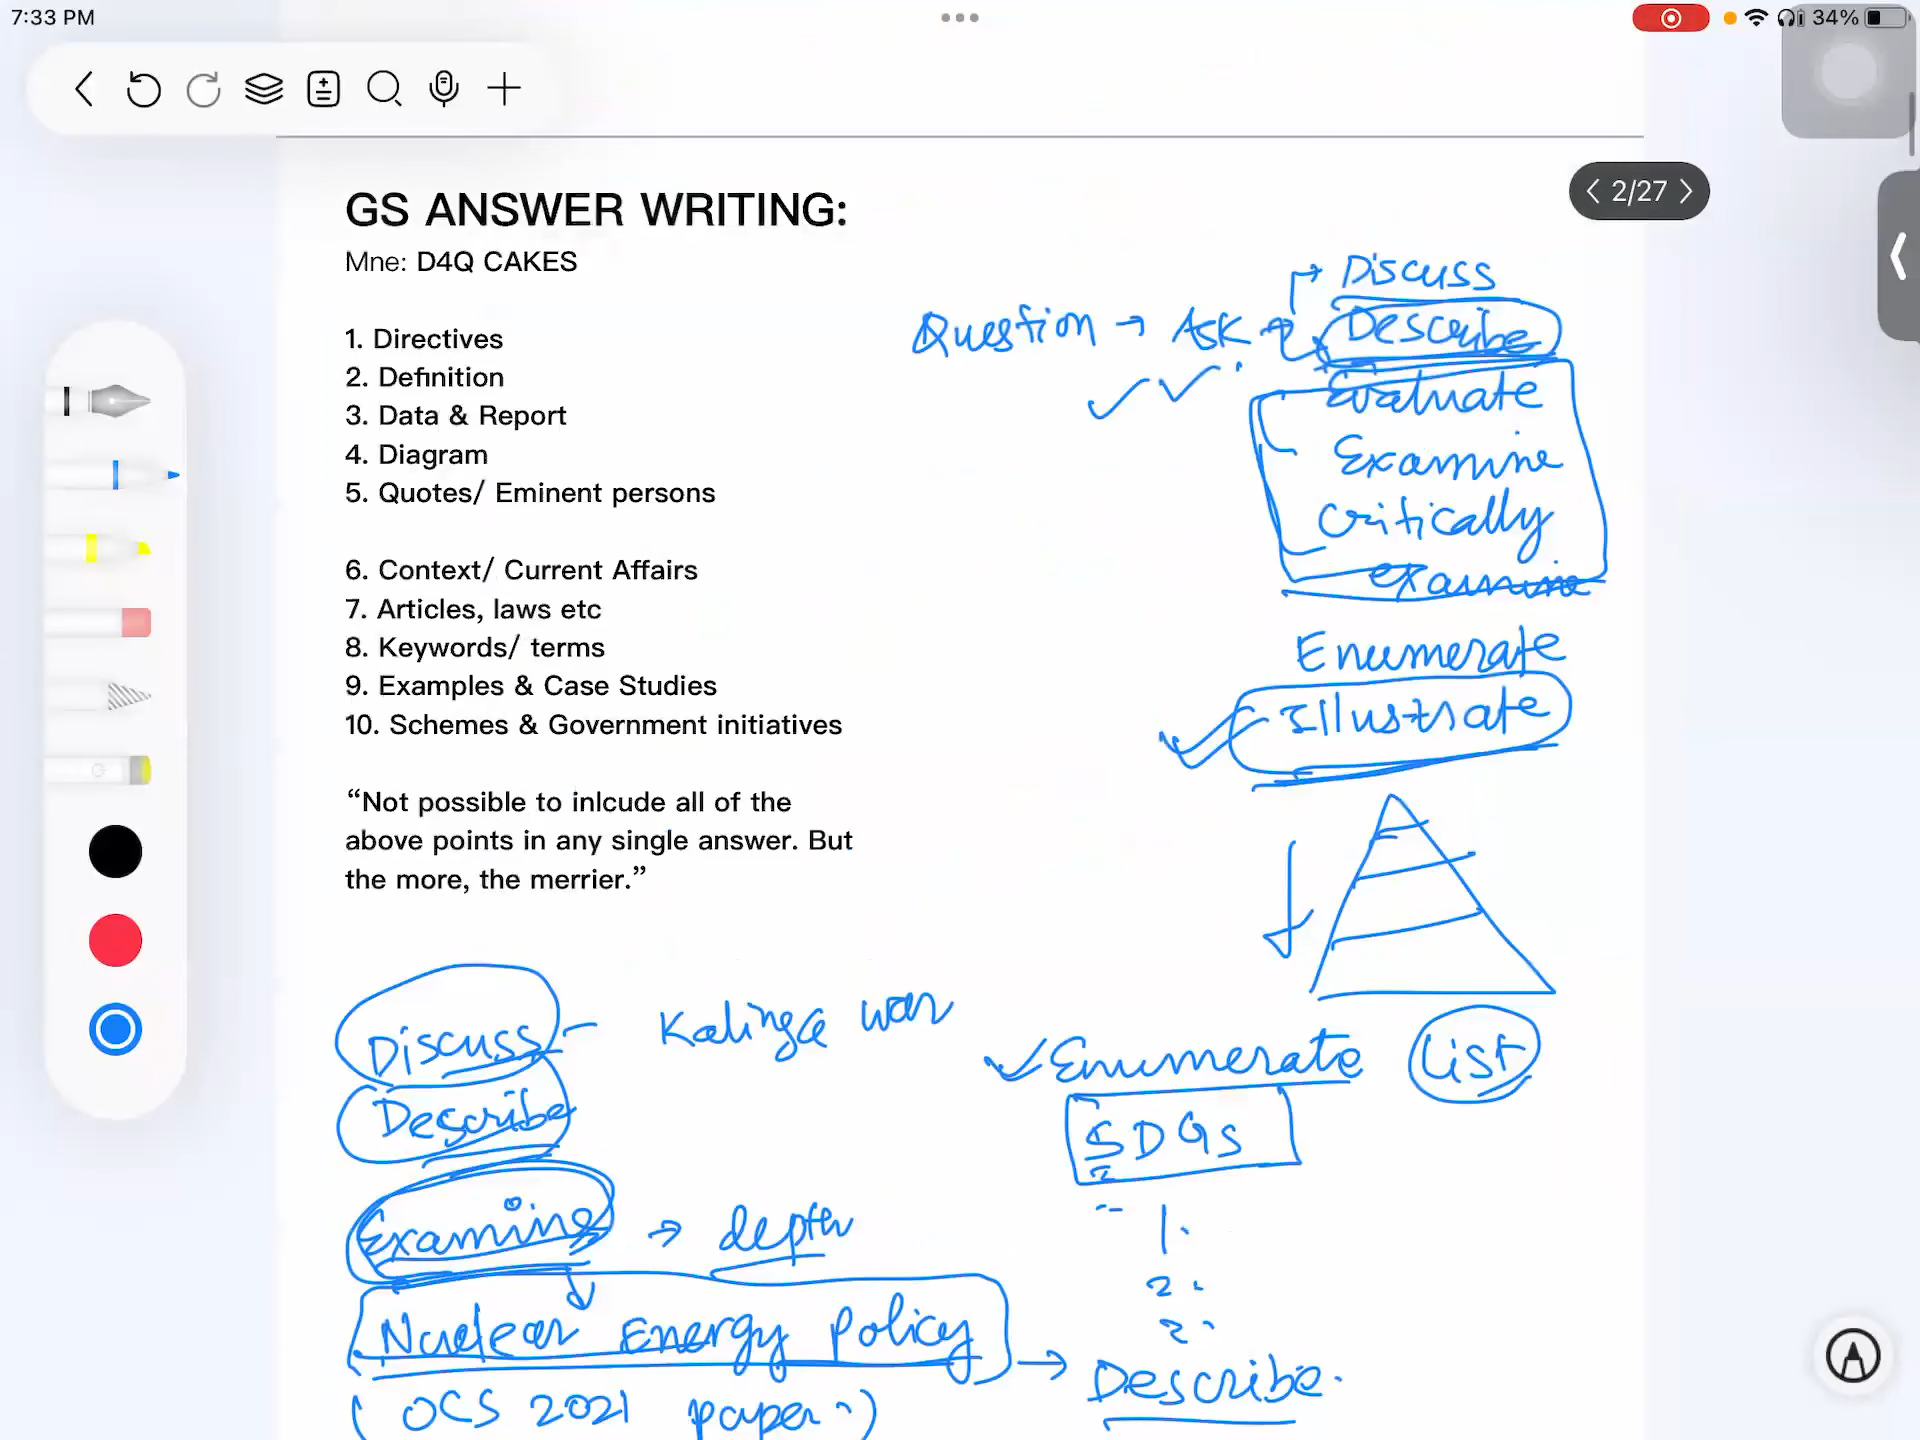 7:33 PM
34%
2/27
GS ANSWER WRITING:
Mne: D4Q CAKES
1. Directives
2. Definition
3. Data & Report
4. Diagram
5. Quotes/ Eminent persons
6. Context/ Current Affairs
7. Articles, laws etc
8. Keywords/ terms
9. Examples & Case Studies
10. Schemes & Government initiatives
“Not possible to inlcude all of the
above points in any single answer. But
the more, the merrier.”
Question → Ask → Discuss
Describe
Evaluate
Examine
Critically
examine
Enumerate
Illustrate
Discuss - Kalinga war
Describe
Examine → depth
Nuclear Energy Policy → Describe.
(OCS 2021 paper)
Enumerate List
SDGs
1.
2.
2.